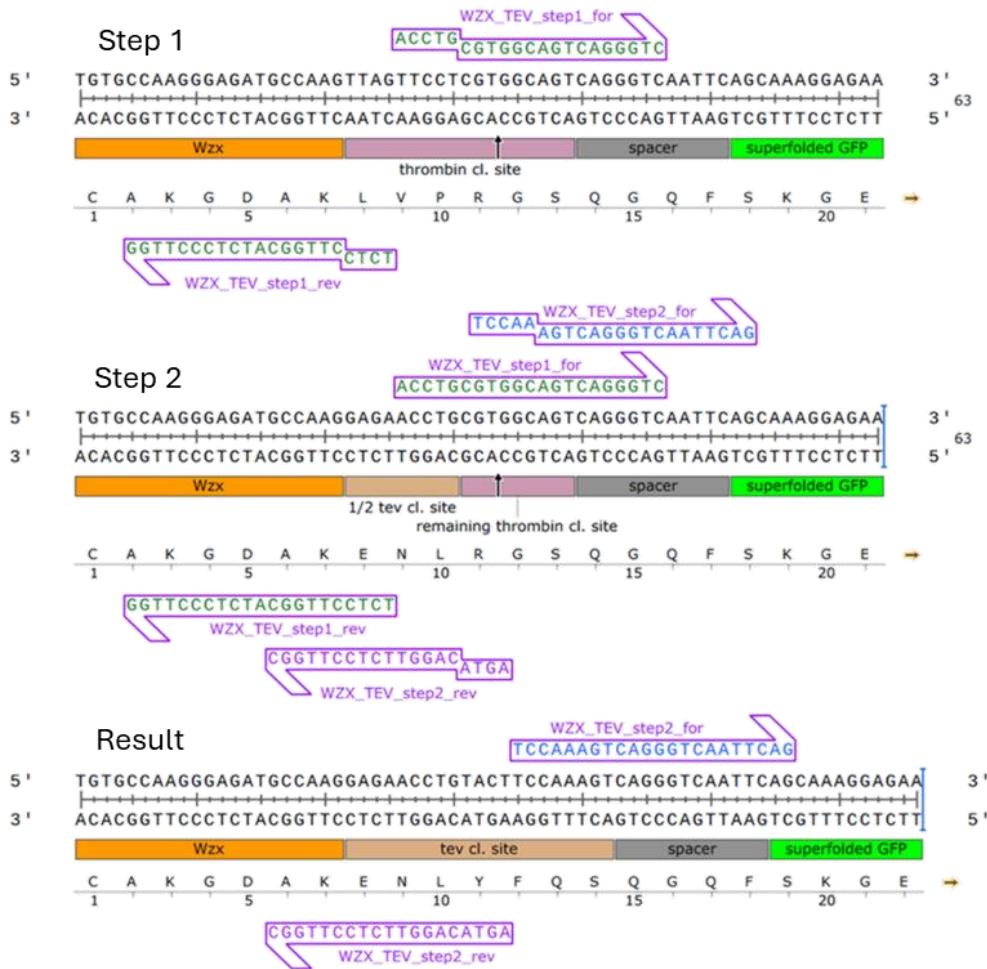 WZX_TEV_step1_for
Step 1
ACCTG
CGTGGCAGTCAGGGTC
5' TGTGCCAAGGGAGATGCCAAGTTAGTTCCTCGTGGCAGTCAGGGTCAATTCAGCAAAGGAGAA 3'
63
3' ACACGGTTCCCTCTACGGTTCAATCAAGGAGCACCGTCAGTCCCAGTTAAGTCGTTTCCTCTT 5'
Wzx spacer superfolded GFP
thrombin cl. site
C A K G D A K L V P R G S Q G Q F S K G E
1 5 10 15 20
GGTTCCCTCTACGGTTC
CTCT
WZX_TEV_step1_rev
WZX_TEV_step2_for
TCCAA
AGTCAGGGTCAATTCAG
WZX_TEV_step1_for
Step 2
ACCTGCGTGGCAGTCAGGGTC
5' TGTGCCAAGGGAGATGCCAAGGAGAACCTGCGTGGCAGTCAGGGTCAATTCAGCAAAGGAGAA 3'
63
3' ACACGGTTCCCTCTACGGTTCCTCTTGGACGCACCGTCAGTCCCAGTTAAGTCGTTTCCTCTT 5'
Wzx spacer superfolded GFP
1/2 tev cl. site
remaining thrombin cl. site
C A K G D A K E N L R G S Q G Q F S K G E
1 5 10 15 20
GGTTCCCTCTACGGTTCCTCT
WZX_TEV_step1_rev
CGGTTCCTCTTGGAC
ATGA
WZX_TEV_step2_rev
WZX_TEV_step2_for
Result
TCCAAAGTCAGGGTCAATTCAG
5' TGTGCCAAGGGAGATGCCAAGGAGAACCTGTACTTCCAAAGTCAGGGTCAATTCAGCAAAGGAGAA 3'
3' ACACGGTTCCCTCTACGGTTCCTCTTGGACATGAAGGTTTCAGTCCCAGTTAAGTCGTTTCCTCTT 5'
Wzx tev cl. site spacer superfolded GFP
C A K G D A K E N L Y F Q S Q G Q F S K G E
1 5 10 15 20
CGGTTCCTCTTGGACATGA
WZX_TEV_step2_rev